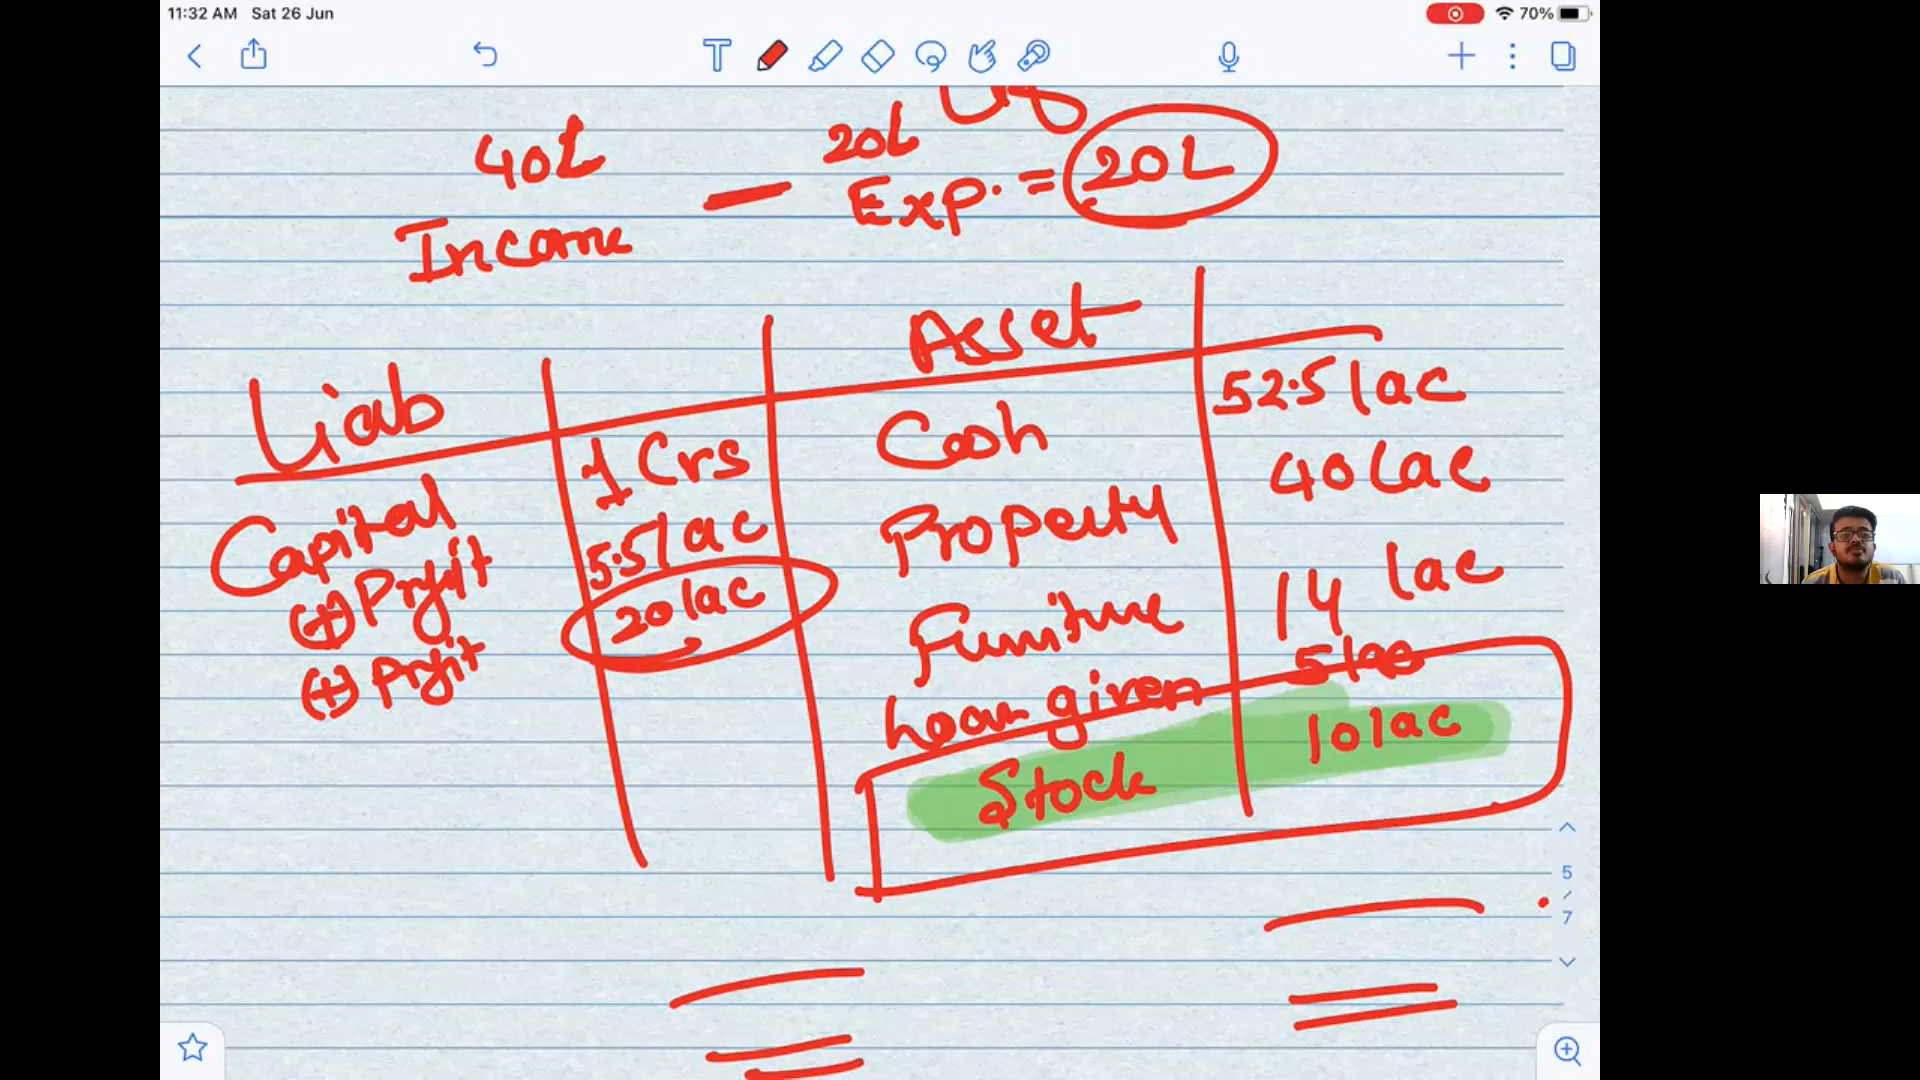 11:32 AM Sat 26 Jun
70%
40L 20L
Income — Exp. = 20L
Liab Asset
Capital 1 Crs Cash 52.5 lac
(+) Profit 5.5 lac Property 40 lac
(+) Profit 20 lac Furniture 14 lac
Loan given 5 lac
Stock 10 lac
5
/
7